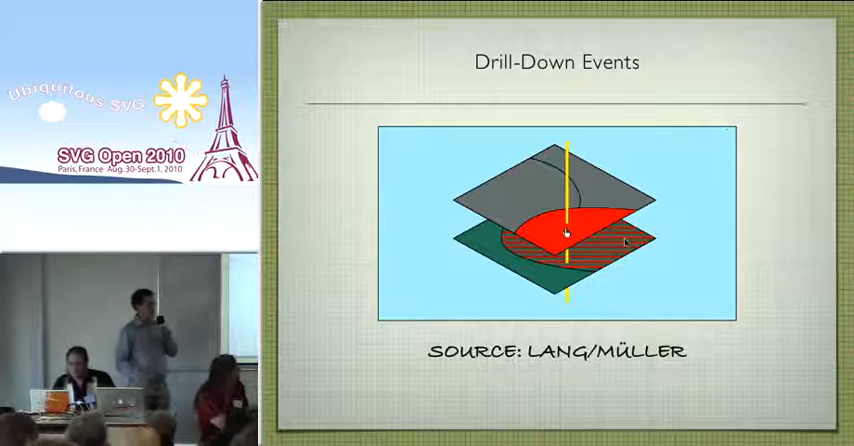 Ubiquitous SVG
SVG Open 2010
Paris, France Aug. 30-Sept.1, 2010
Drill-Down Events
SOURCE: LANG/MÜLLER